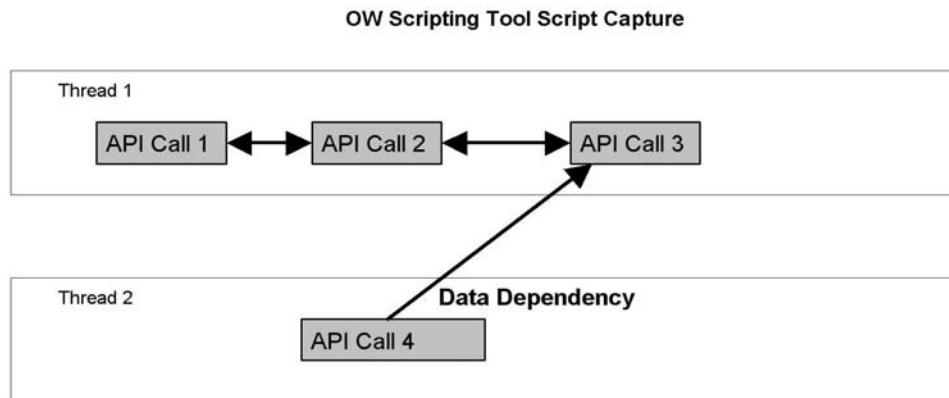 OW Scripting Tool Script Capture
Thread 1
API Call 1
API Call 2
API Call 3
Thread 2
Data Dependency
API Call 4